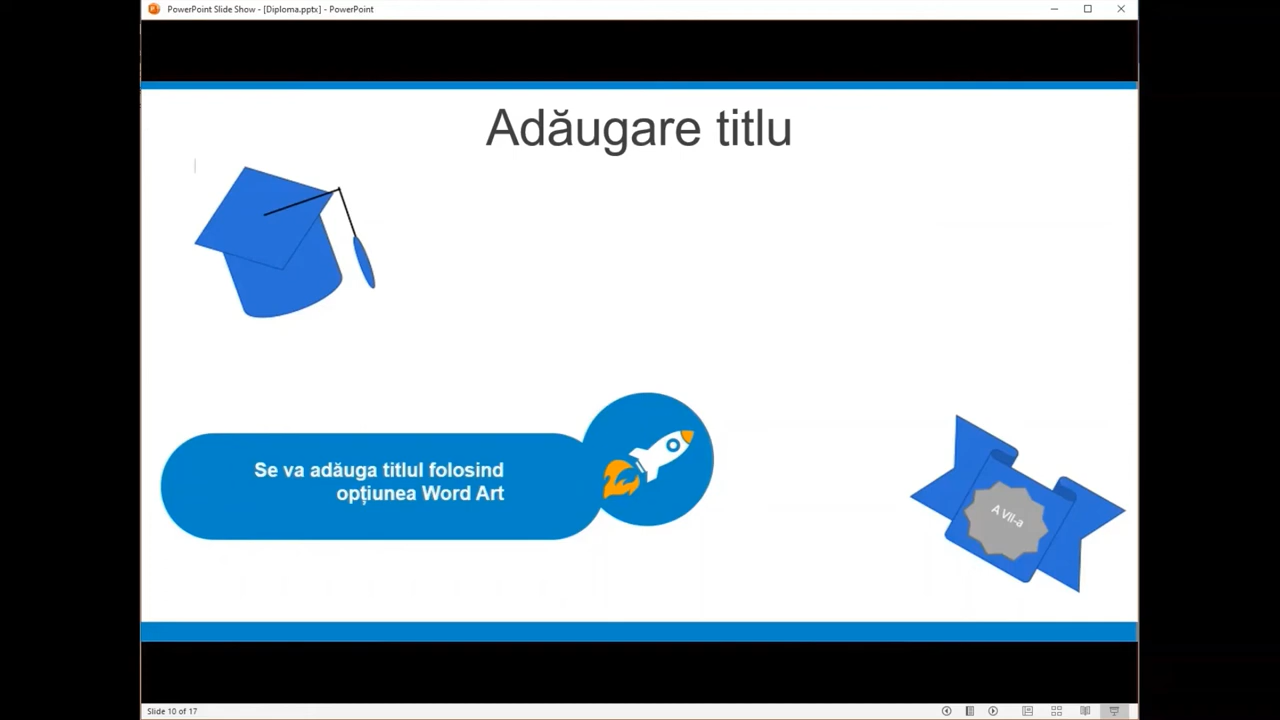 PowerPoint Slide Show - [Diploma.pptx] - PowerPoint
Adăugare titlu
Se va adăuga titlul folosind
opțiunea Word Art
A VII-a
Slide 10 of 17